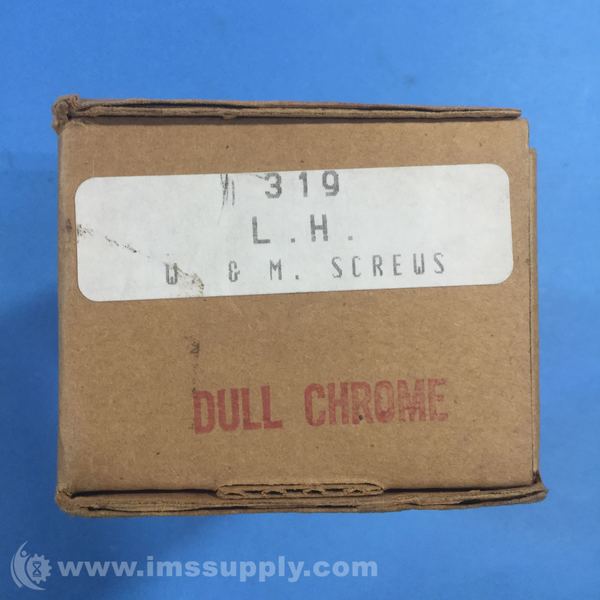 319
L.H.
W. & M. SCREWS
DULL CHROME
www.imssupply.com